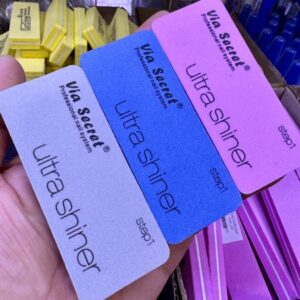 Via Secret®
Professional nail system
ultra shiner
step1
Via Secret®
Professional nail system
ultra shiner
step1
Via Secret®
Professional nail system
ultra shiner
step1